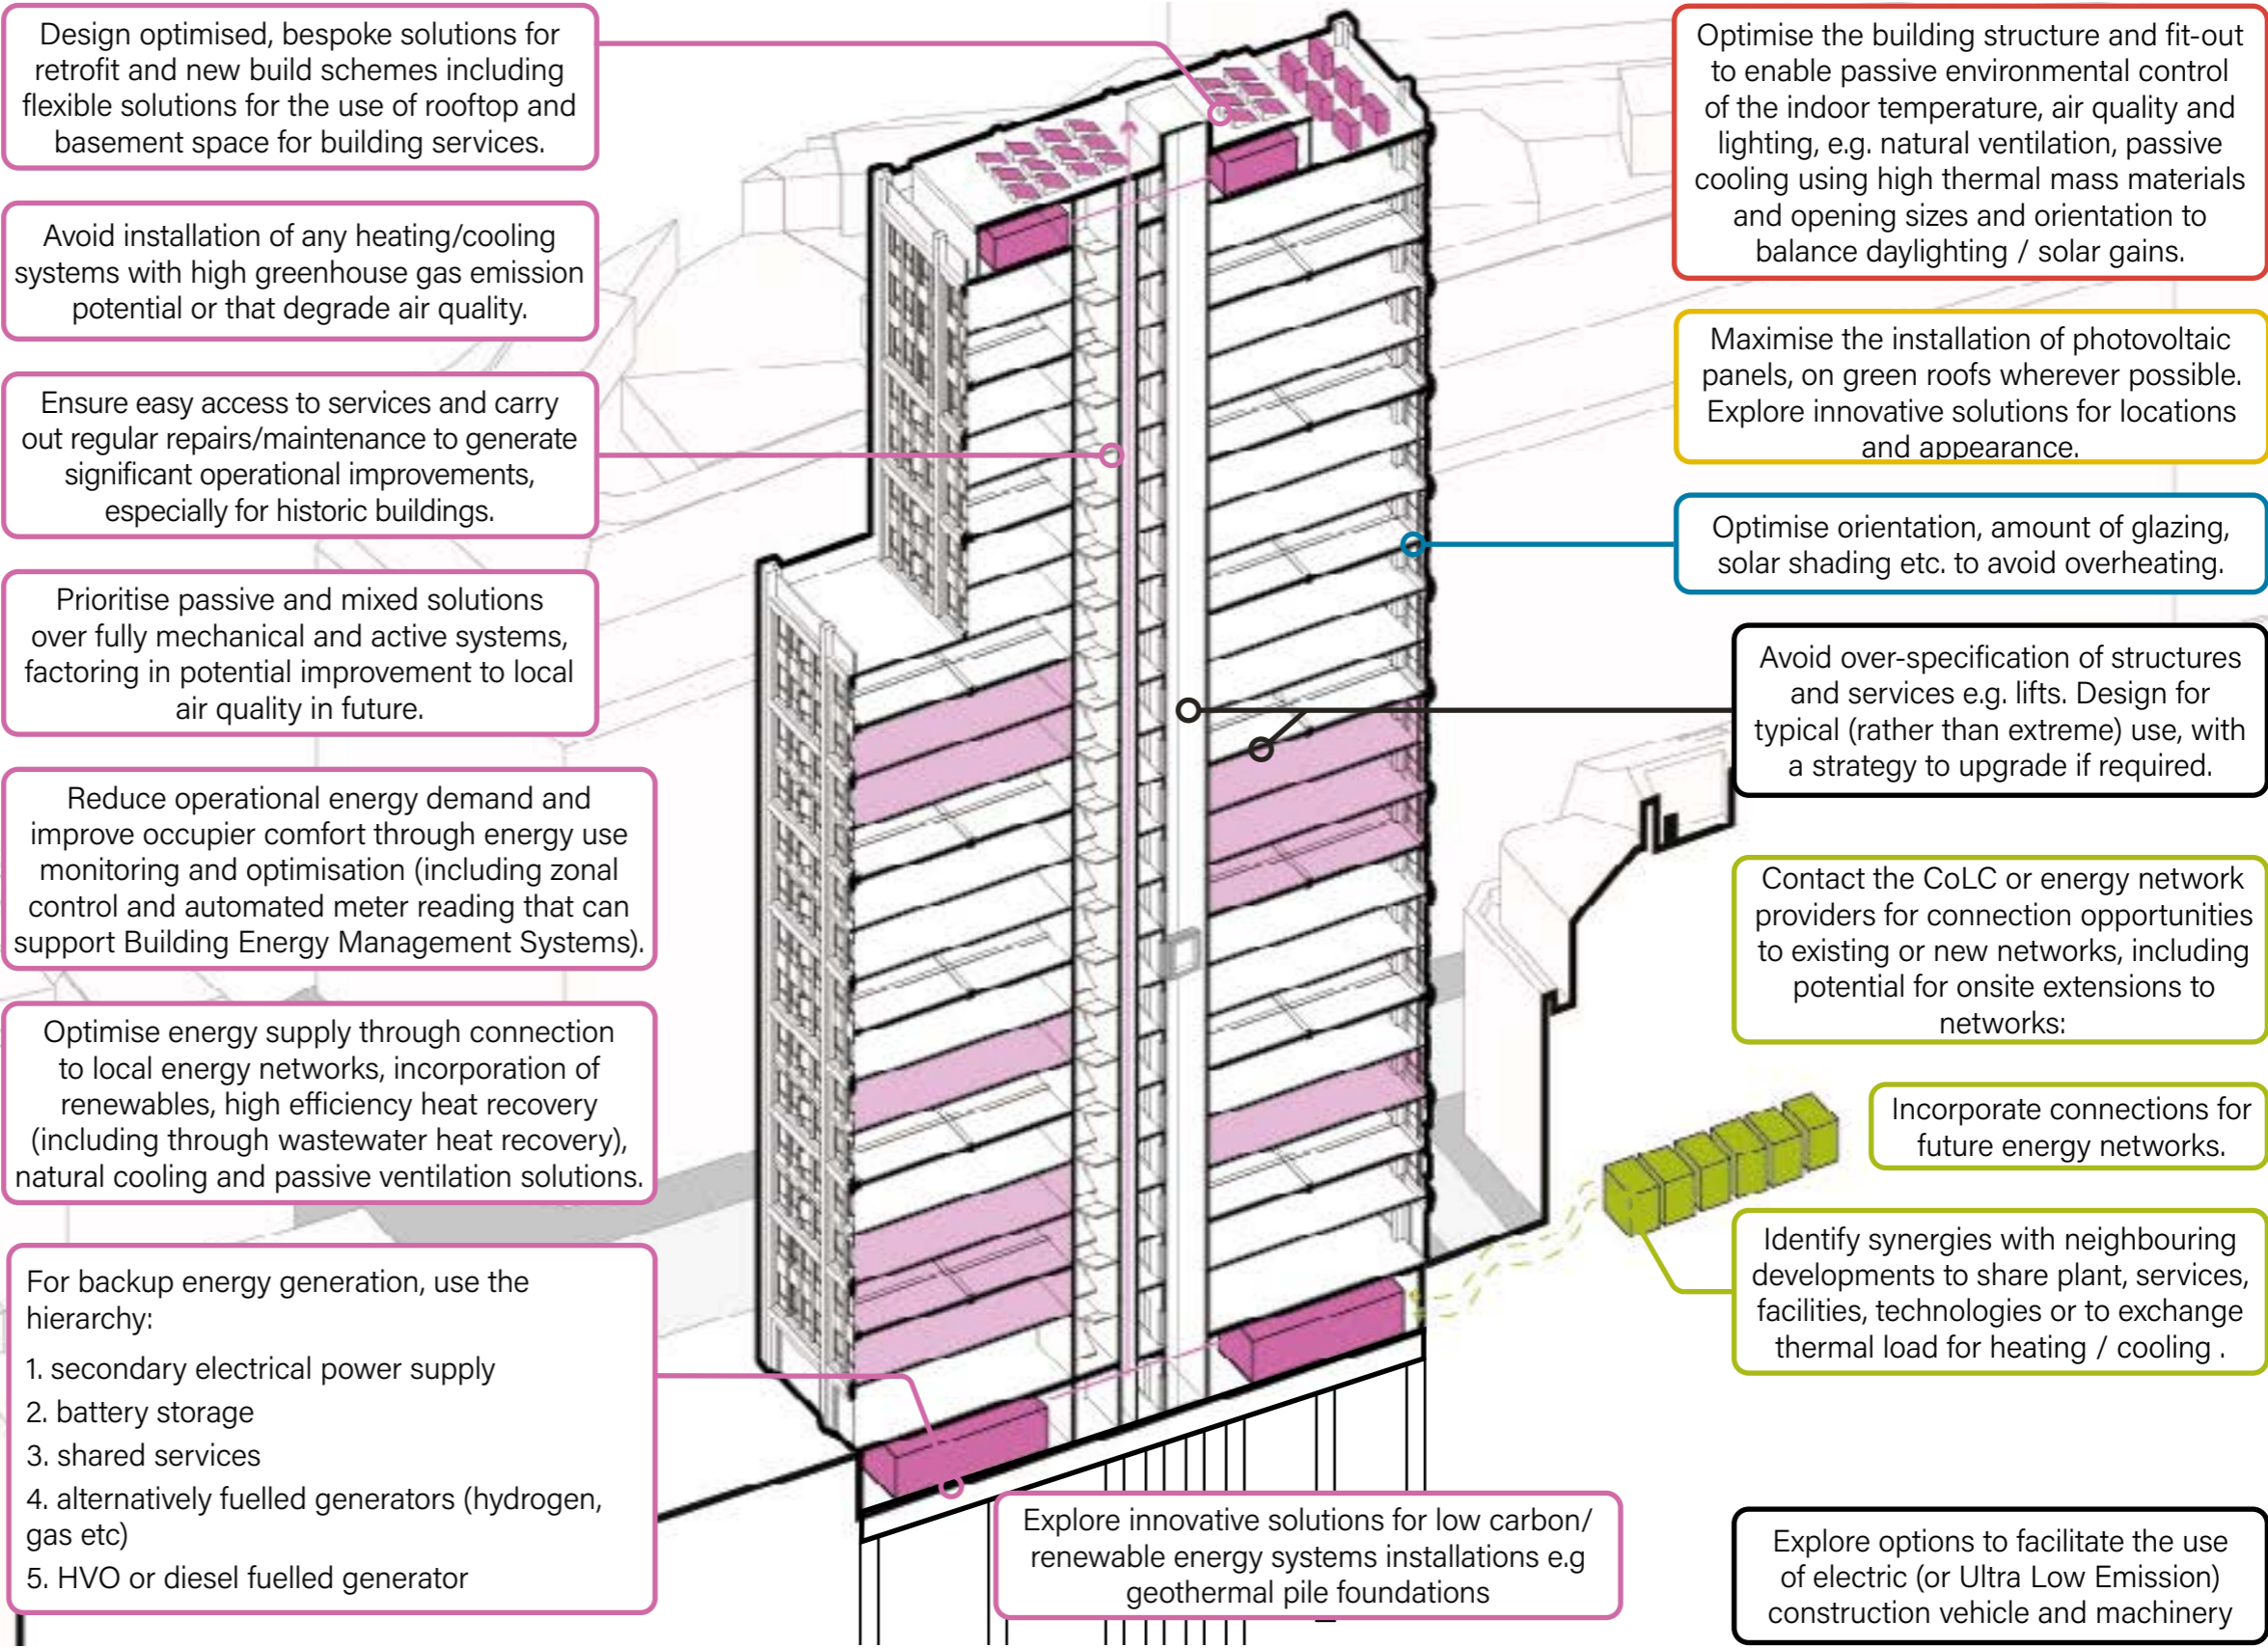 Design optimised, bespoke solutions for
retrofit and new build schemes including
flexible solutions for the use of rooftop and
basement space for building services.
Avoid installation of any heating/cooling
systems with high greenhouse gas emission
potential or that degrade air quality.
Ensure easy access to services and carry
out regular repairs/maintenance to generate
significant operational improvements,
especially for historic buildings.
Prioritise passive and mixed solutions
over fully mechanical and active systems,
factoring in potential improvement to local
air quality in future.
Reduce operational energy demand and
improve occupier comfort through energy use
monitoring and optimisation (including zonal
control and automated meter reading that can
support Building Energy Management Systems).
Optimise energy supply through connection
to local energy networks, incorporation of
renewables, high efficiency heat recovery
(including through wastewater heat recovery),
natural cooling and passive ventilation solutions.
For backup energy generation, use the
hierarchy:
1. secondary electrical power supply
2. battery storage
3. shared services
4. alternatively fuelled generators (hydrogen,
gas etc)
5. HVO or diesel fuelled generator
Explore innovative solutions for low carbon/
renewable energy systems installations e.g
geothermal pile foundations
Optimise the building structure and fit-out
to enable passive environmental control
of the indoor temperature, air quality and
lighting, e.g. natural ventilation, passive
cooling using high thermal mass materials
and opening sizes and orientation to
balance daylighting / solar gains.
Maximise the installation of photovoltaic
panels, on green roofs wherever possible.
Explore innovative solutions for locations
and appearance.
Optimise orientation, amount of glazing,
solar shading etc. to avoid overheating.
Avoid over-specification of structures
and services e.g. lifts. Design for
typical (rather than extreme) use, with
a strategy to upgrade if required.
Contact the CoLC or energy network
providers for connection opportunities
to existing or new networks, including
potential for onsite extensions to
networks:
Incorporate connections for
future energy networks.
Identify synergies with neighbouring
developments to share plant, services,
facilities, technologies or to exchange
thermal load for heating / cooling .
Explore options to facilitate the use
of electric (or Ultra Low Emission)
construction vehicle and machinery